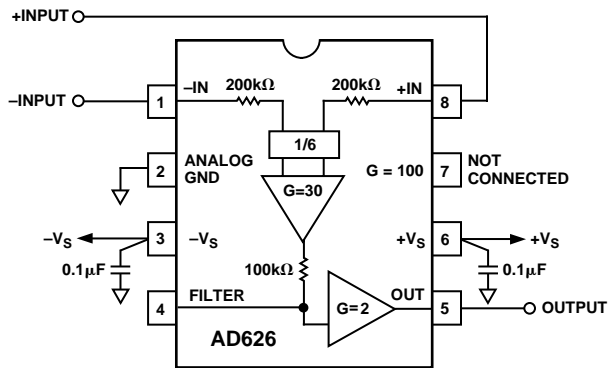 +INPUT
–INPUT
1
–IN
200kΩ
200kΩ
+IN
8
1/6
2
ANALOG
GND
G = 100
7
NOT
CONNECTED
G=30
–VS
3
–VS
+VS
6
+VS
0.1µF
100kΩ
0.1µF
4
FILTER
G=2
OUT
5
OUTPUT
AD626